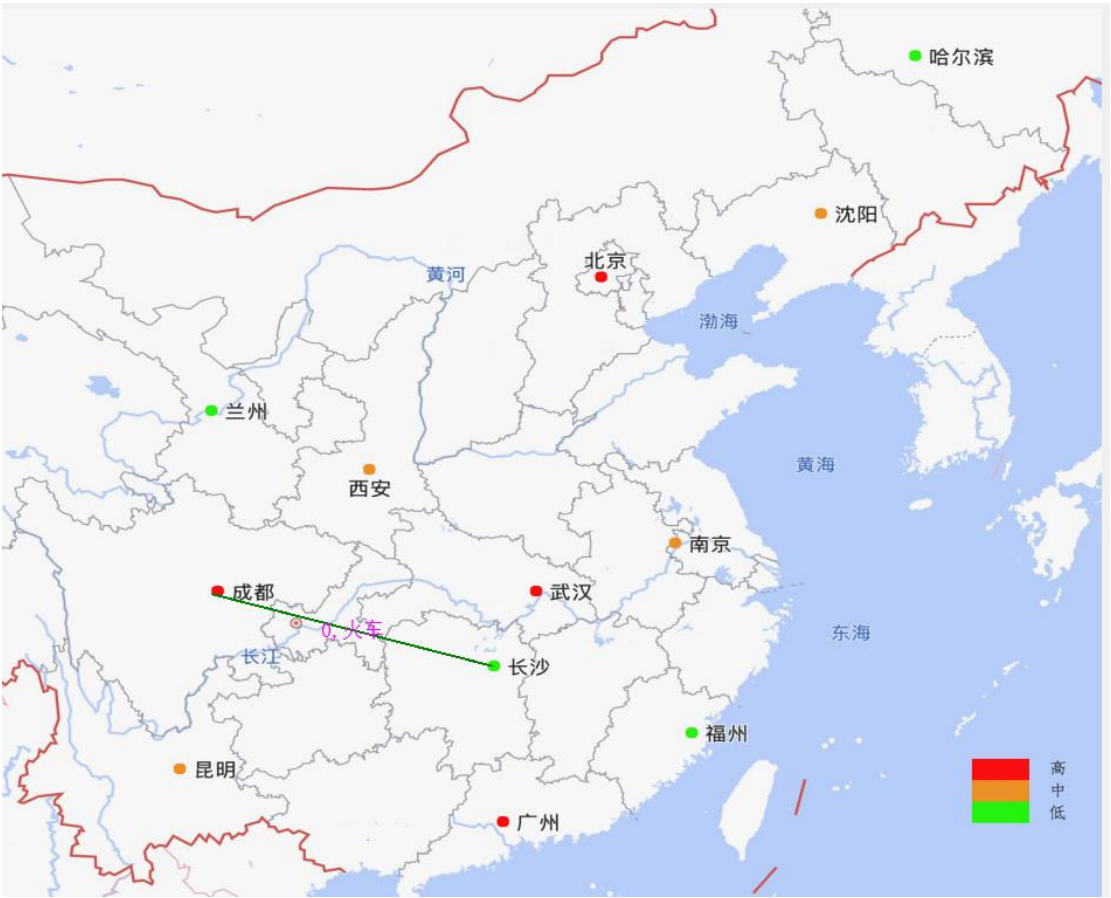 哈尔滨
沈阳
北京
黄河
渤海
兰州
黄海
西安
南京
成都
武汉
0,火车
东海
长江
长沙
福州
昆明
高
中
低
广州